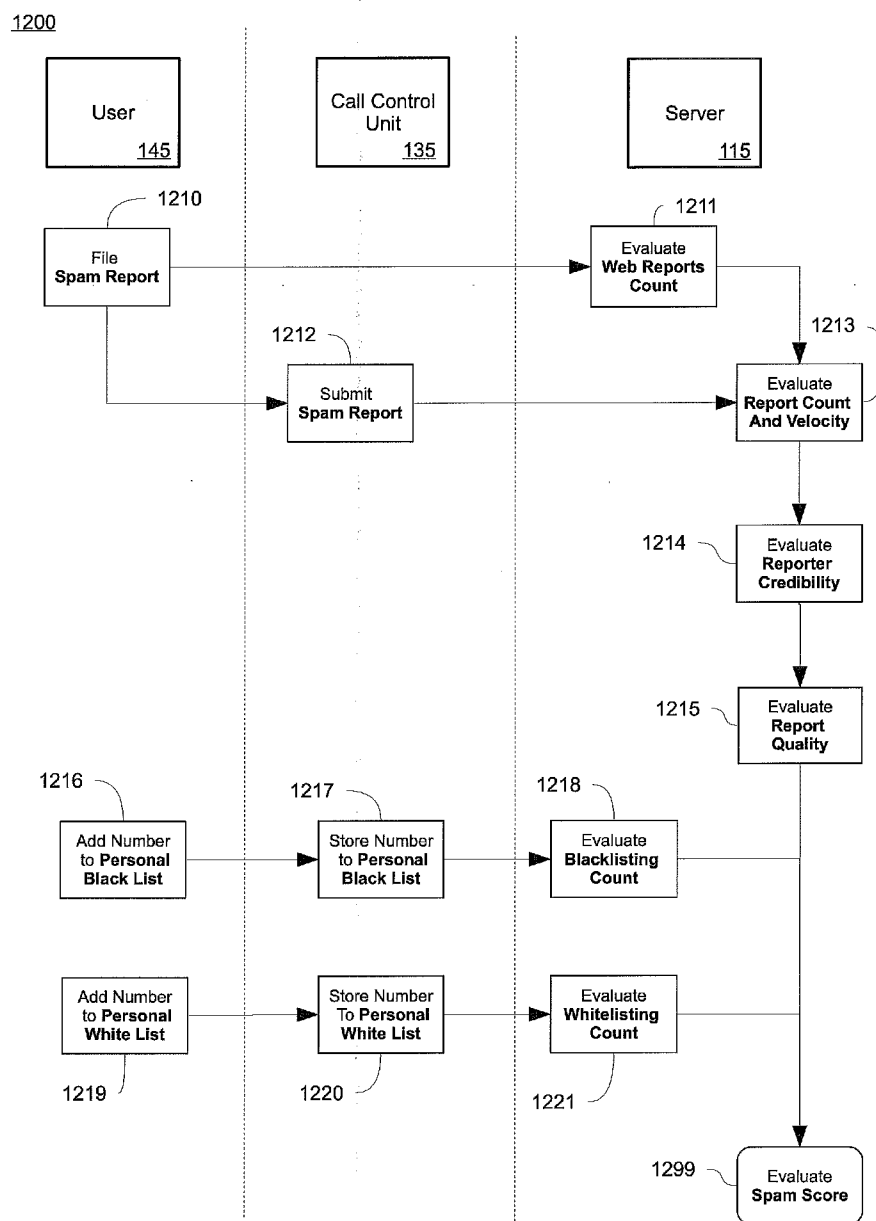 1200
User
145
Call Control
Unit
135
Server
115
1210
File
Spam Report
1211
Evaluate
Web Reports
Count
1212
Submit
Spam Report
1213
Evaluate
Report Count
And Velocity
1214
Evaluate
Reporter
Credibility
1215
Evaluate
Report
Quality
1216
Add Number
to Personal
Black List
1217
Store Number
to Personal
Black List
1218
Evaluate
Blacklisting
Count
Add Number
to Personal
White List
1219
Store Number
To Personal
White List
1220
Evaluate
Whitelisting
Count
1221
1299
Evaluate
Spam Score